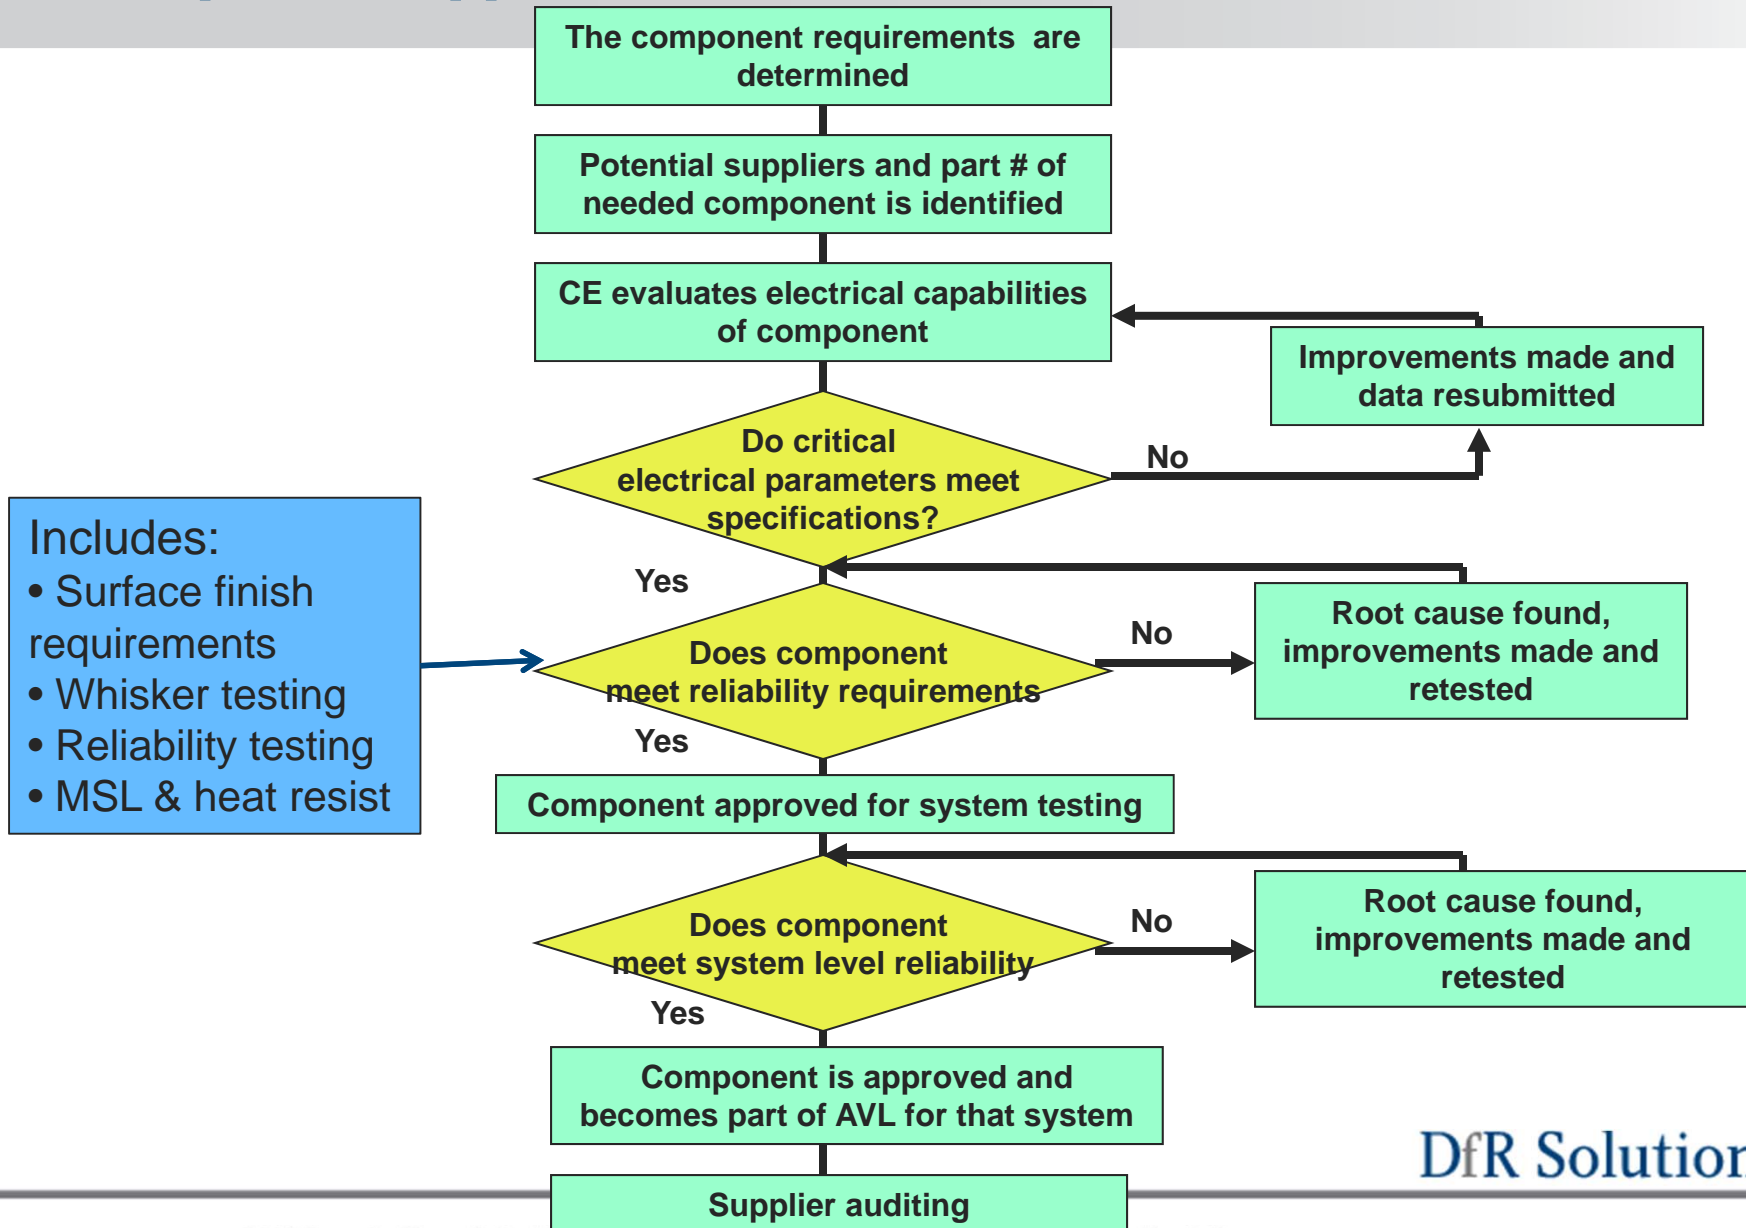 The component requirements are
determined
Potential suppliers and part # of
needed component is identified
CE evaluates electrical capabilities
of component
Improvements made and
data resubmitted
Do critical
electrical parameters meet
specifications?
No
Includes:
• Surface finish
requirements
• Whisker testing
• Reliability testing
• MSL & heat resist
Yes
Does component
meet reliability requirements
No
Root cause found,
improvements made and
retested
Yes
Component approved for system testing
Does component
meet system level reliability
No
Root cause found,
improvements made and
retested
Yes
Component is approved and
becomes part of AVL for that system
DfR Solution
Supplier auditing